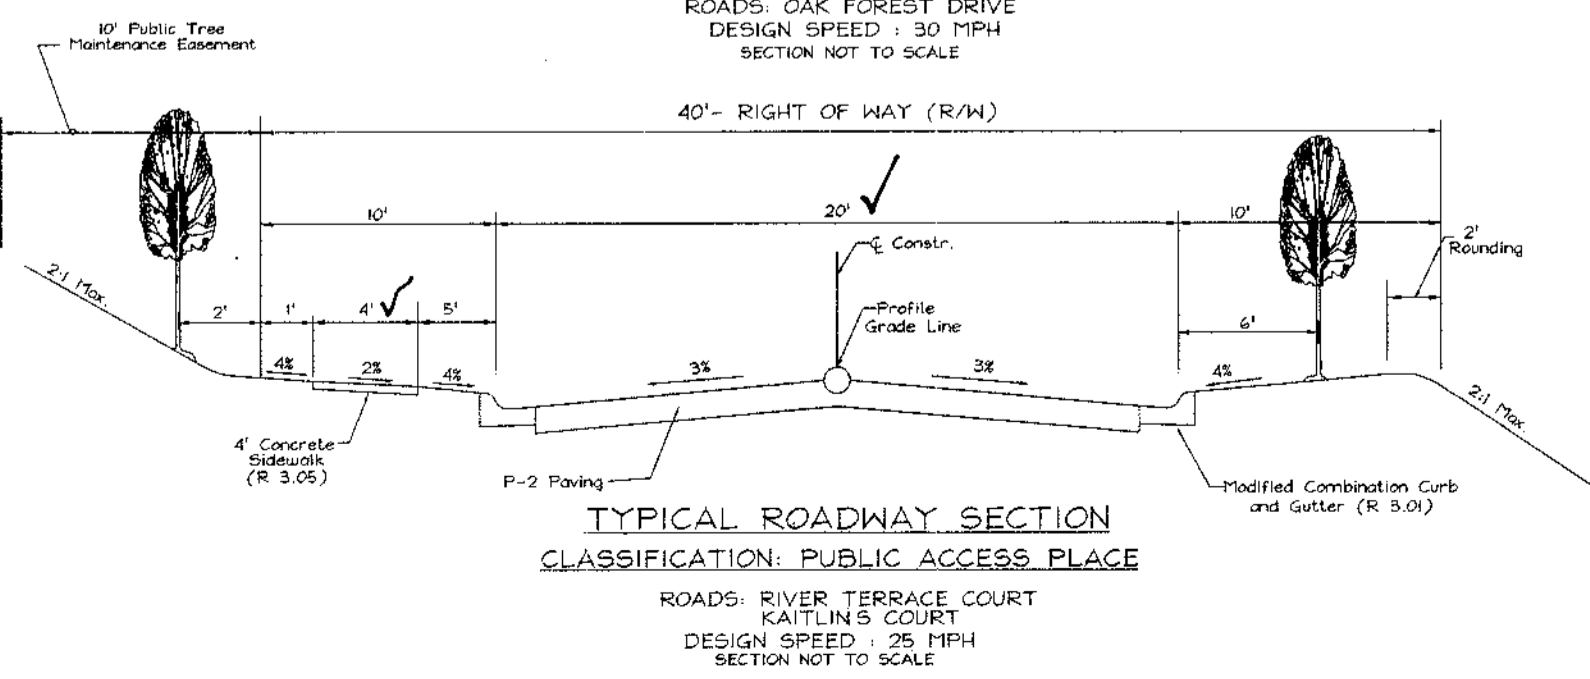 ROADS: OAK FOREST DRIVE
DESIGN SPEED : 30 MPH
SECTION NOT TO SCALE
10' Public Tree
Maintenance Easement
40'- RIGHT OF WAY (R/W)
10'
20'
10'
℄ Constr.
2'
Rounding
2:1 Max.
2'
1'
4'
5'
Profile
Grade Line
6'
4%
2%
4%
3%
3%
4%
2:1 Max.
4' Concrete
Sidewalk
(R 3.05)
P-2 Paving
Modified Combination Curb
and Gutter (R 3.01)
TYPICAL ROADWAY SECTION
CLASSIFICATION: PUBLIC ACCESS PLACE
ROADS: RIVER TERRACE COURT
KAITLINS COURT
DESIGN SPEED : 25 MPH
SECTION NOT TO SCALE